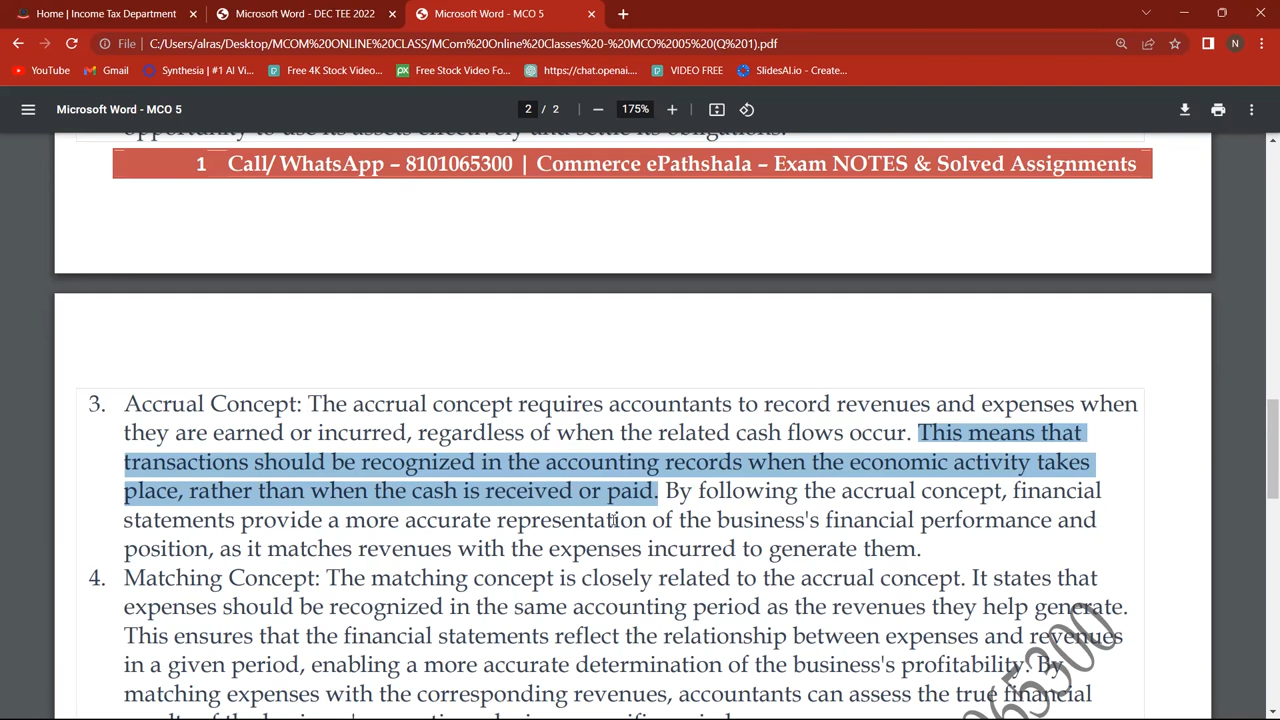 Home | Income Tax Department
Microsoft Word - DEC TEE 2022
Microsoft Word - MCO 5
File
C:/Users/alras/Desktop/MCOM%20ONLINE%20CLASS/MCom%20Online%20Classes%20-%20MCO%2005%20(Q%201).pdf
N
YouTube
Gmail
Synthesia | #1 AI Vi...
Free 4K Stock Video...
Free Stock Video Fo...
https://chat.openai....
VIDEO FREE
SlidesAI.io - Create...
Microsoft Word - MCO 5
2 / 2
175%
opportunity to use its assets effectively and settle its obligations.
1 Call/ WhatsApp – 8101065300 | Commerce ePathshala – Exam NOTES & Solved Assignments
3. Accrual Concept: The accrual concept requires accountants to record revenues and expenses when
they are earned or incurred, regardless of when the related cash flows occur. This means that
transactions should be recognized in the accounting records when the economic activity takes
place, rather than when the cash is received or paid. By following the accrual concept, financial
statements provide a more accurate representation of the business's financial performance and
position, as it matches revenues with the expenses incurred to generate them.
4. Matching Concept: The matching concept is closely related to the accrual concept. It states that
expenses should be recognized in the same accounting period as the revenues they help generate.
This ensures that the financial statements reflect the relationship between expenses and revenues
in a given period, enabling a more accurate determination of the business's profitability. By
matching expenses with the corresponding revenues, accountants can assess the true financial
065300